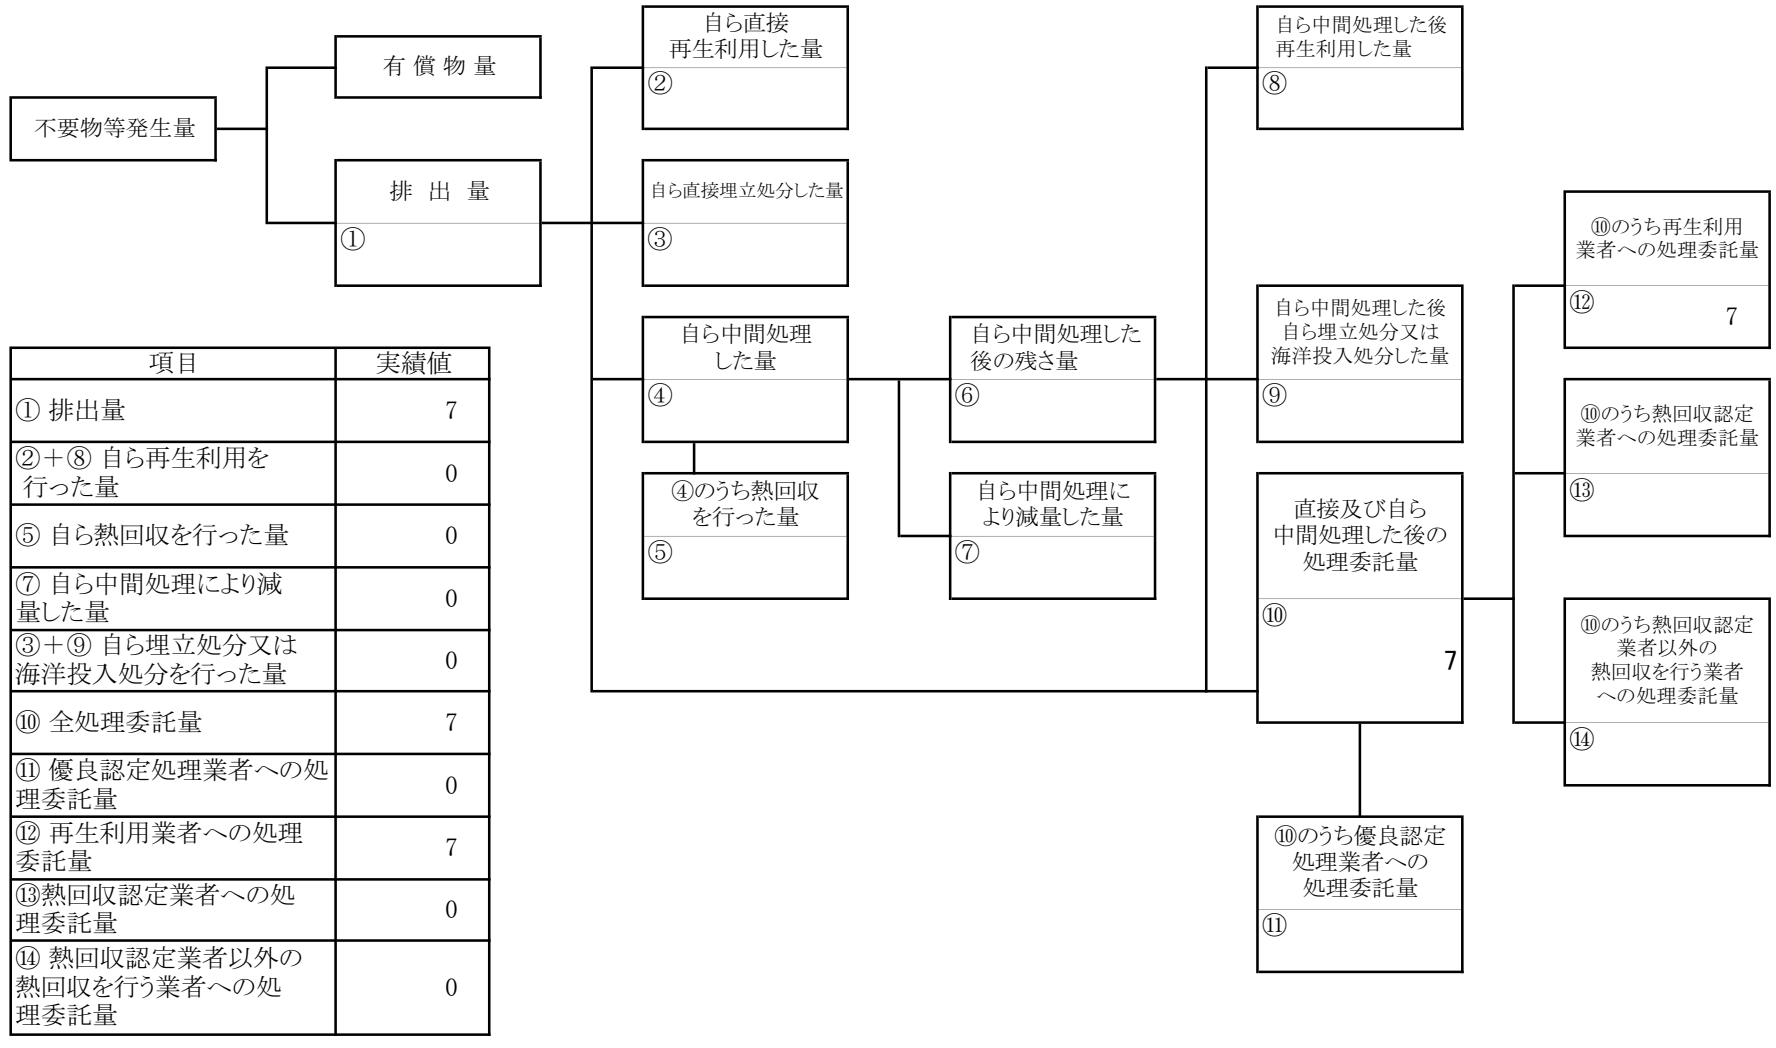 不要物等発生量
有 償 物 量
排 出 量
①
自ら直接
再生利用した量
②
自ら直接埋立処分した量
③
自ら中間処理
した量
④
④のうち熱回収
を行った量
⑤
自ら中間処理した
後の残さ量
⑥
自ら中間処理に
より減量した量
⑦
自ら中間処理した後
再生利用した量
⑧
自ら中間処理した後
自ら埋立処分又は
海洋投入処分した量
⑨
直接及び自ら
中間処理した後の
処理委託量
⑩
7
⑩のうち優良認定
処理業者への
処理委託量
⑪
⑩のうち再生利用
業者への処理委託量
⑫ 7
⑩のうち熱回収認定
業者への処理委託量
⑬
⑩のうち熱回収認定
業者以外の
熱回収を行う業者
への処理委託量
⑭
項目 実績値
① 排出量 7
②＋⑧ 自ら再生利用を
行った量 0
⑤ 自ら熱回収を行った量 0
⑦ 自ら中間処理により減
量した量 0
③＋⑨ 自ら埋立処分又は
海洋投入処分を行った量 0
⑩ 全処理委託量 7
⑪ 優良認定処理業者への処
理委託量 0
⑫ 再生利用業者への処理
委託量 7
⑬熱回収認定業者への処
理委託量 0
⑭ 熱回収認定業者以外の
熱回収を行う業者への処
理委託量 0